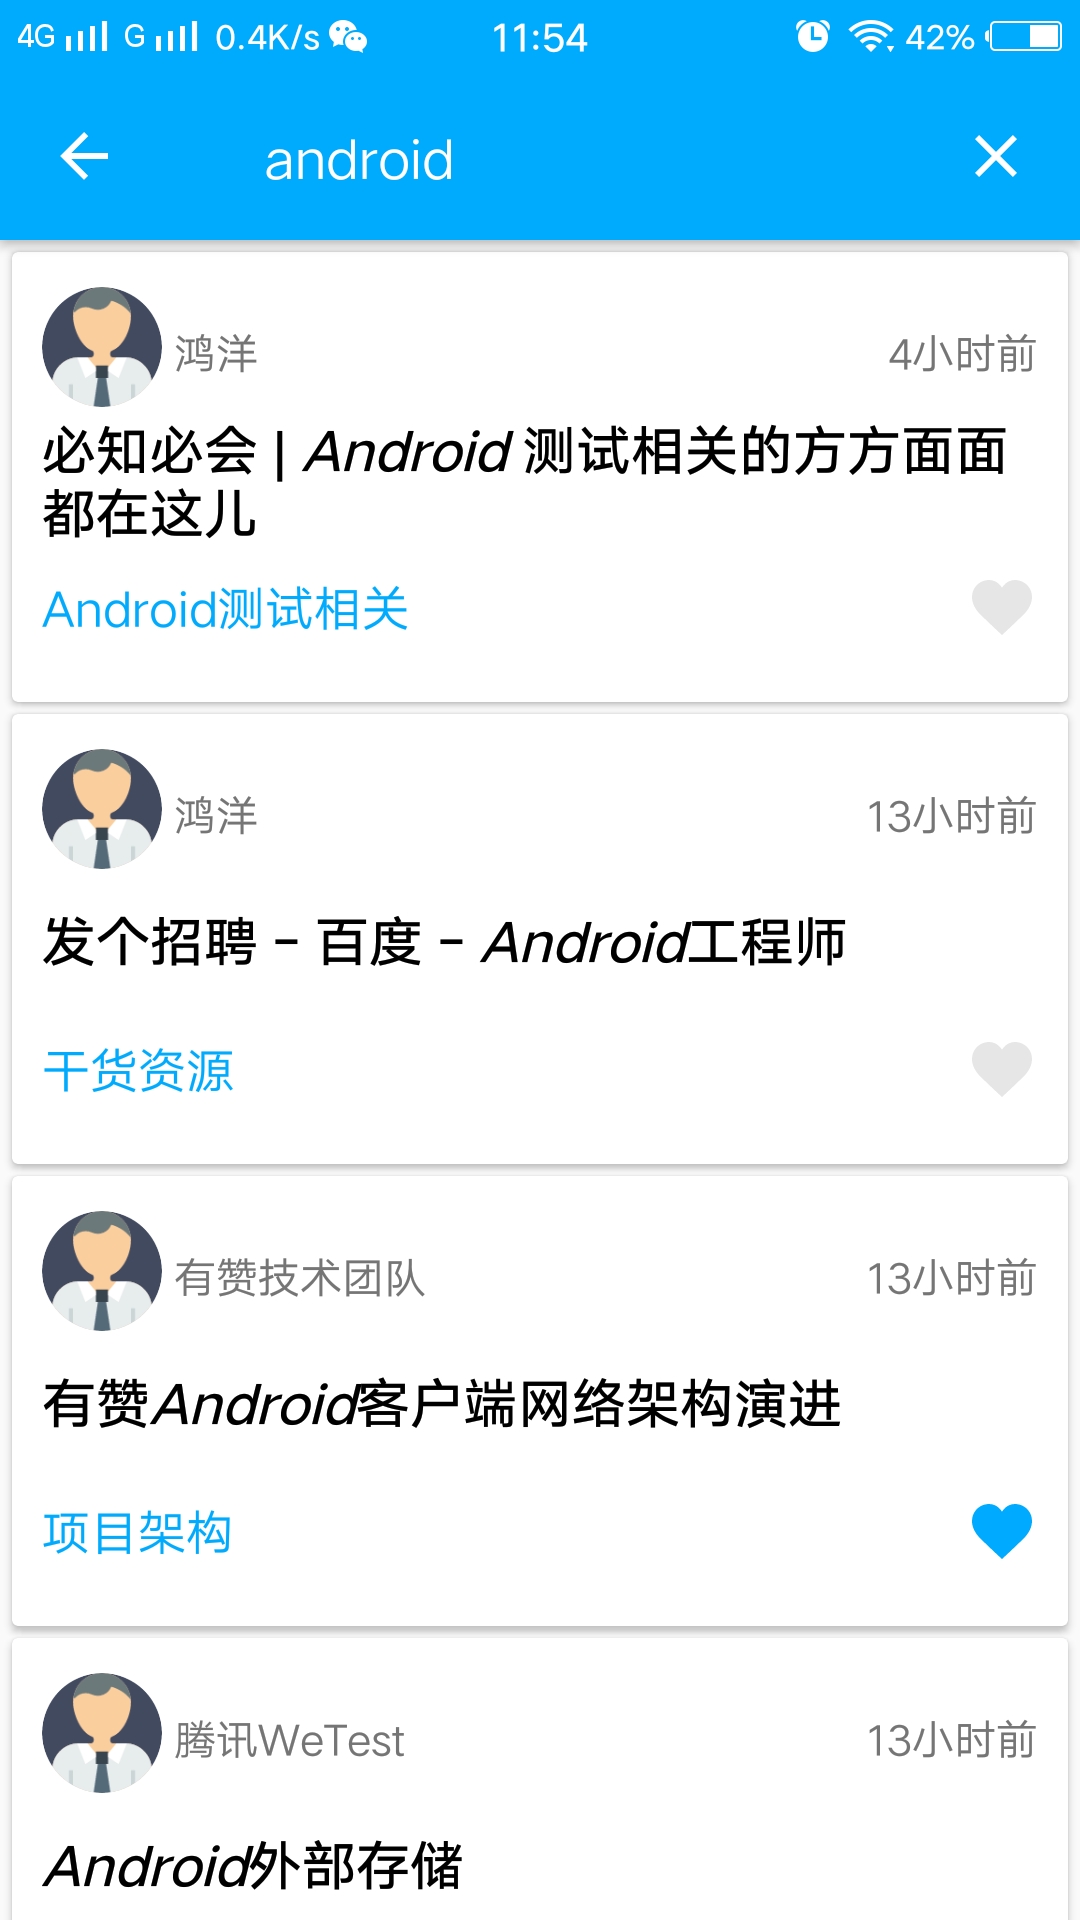 4G G 0.4K/s 11:54 42%
android
鸿洋 4小时前
必知必会 | Android 测试相关的方方面面
都在这儿
Android测试相关
鸿洋 13小时前
发个招聘 - 百度 - Android工程师
干货资源
有赞技术团队 13小时前
有赞Android客户端网络架构演进
项目架构
腾讯WeTest 13小时前
Android外部存储